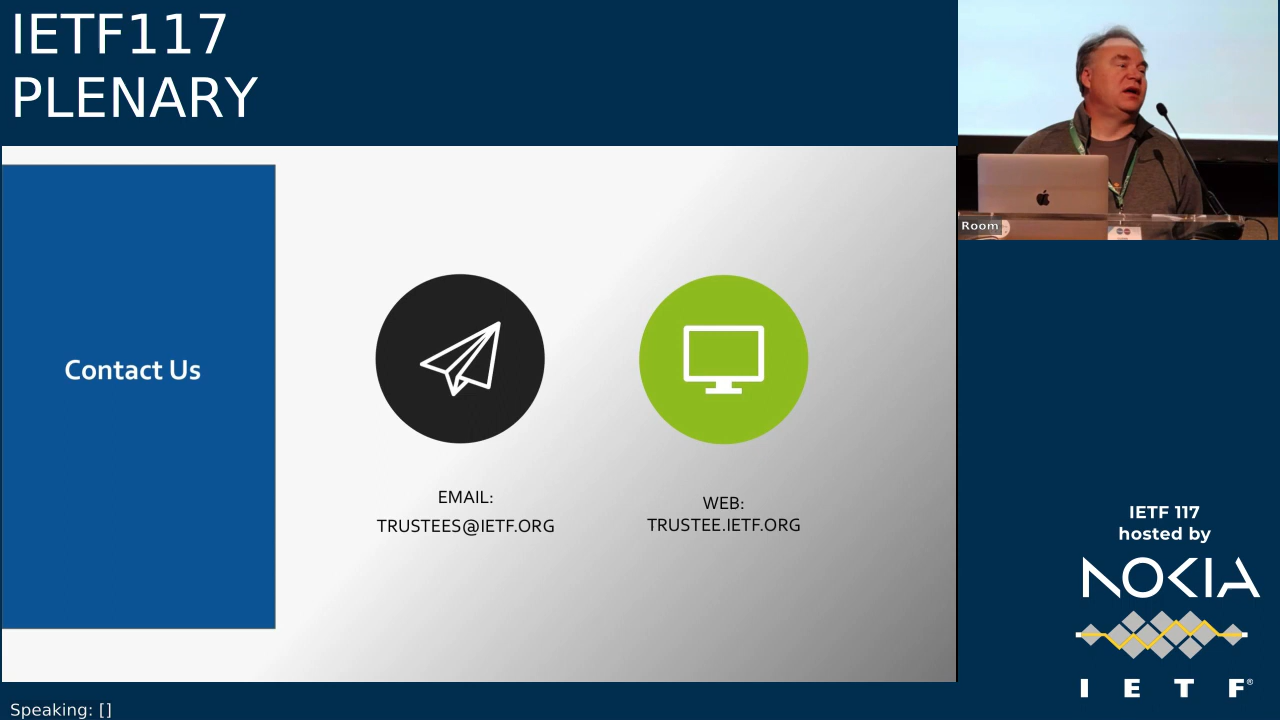 IETF117
PLENARY
Contact Us
EMAIL:
TRUSTEES@IETF.ORG
WEB:
TRUSTEE.IETF.ORG
Room
IETF 117
hosted by
NOKIA
I E T F®
Speaking: []